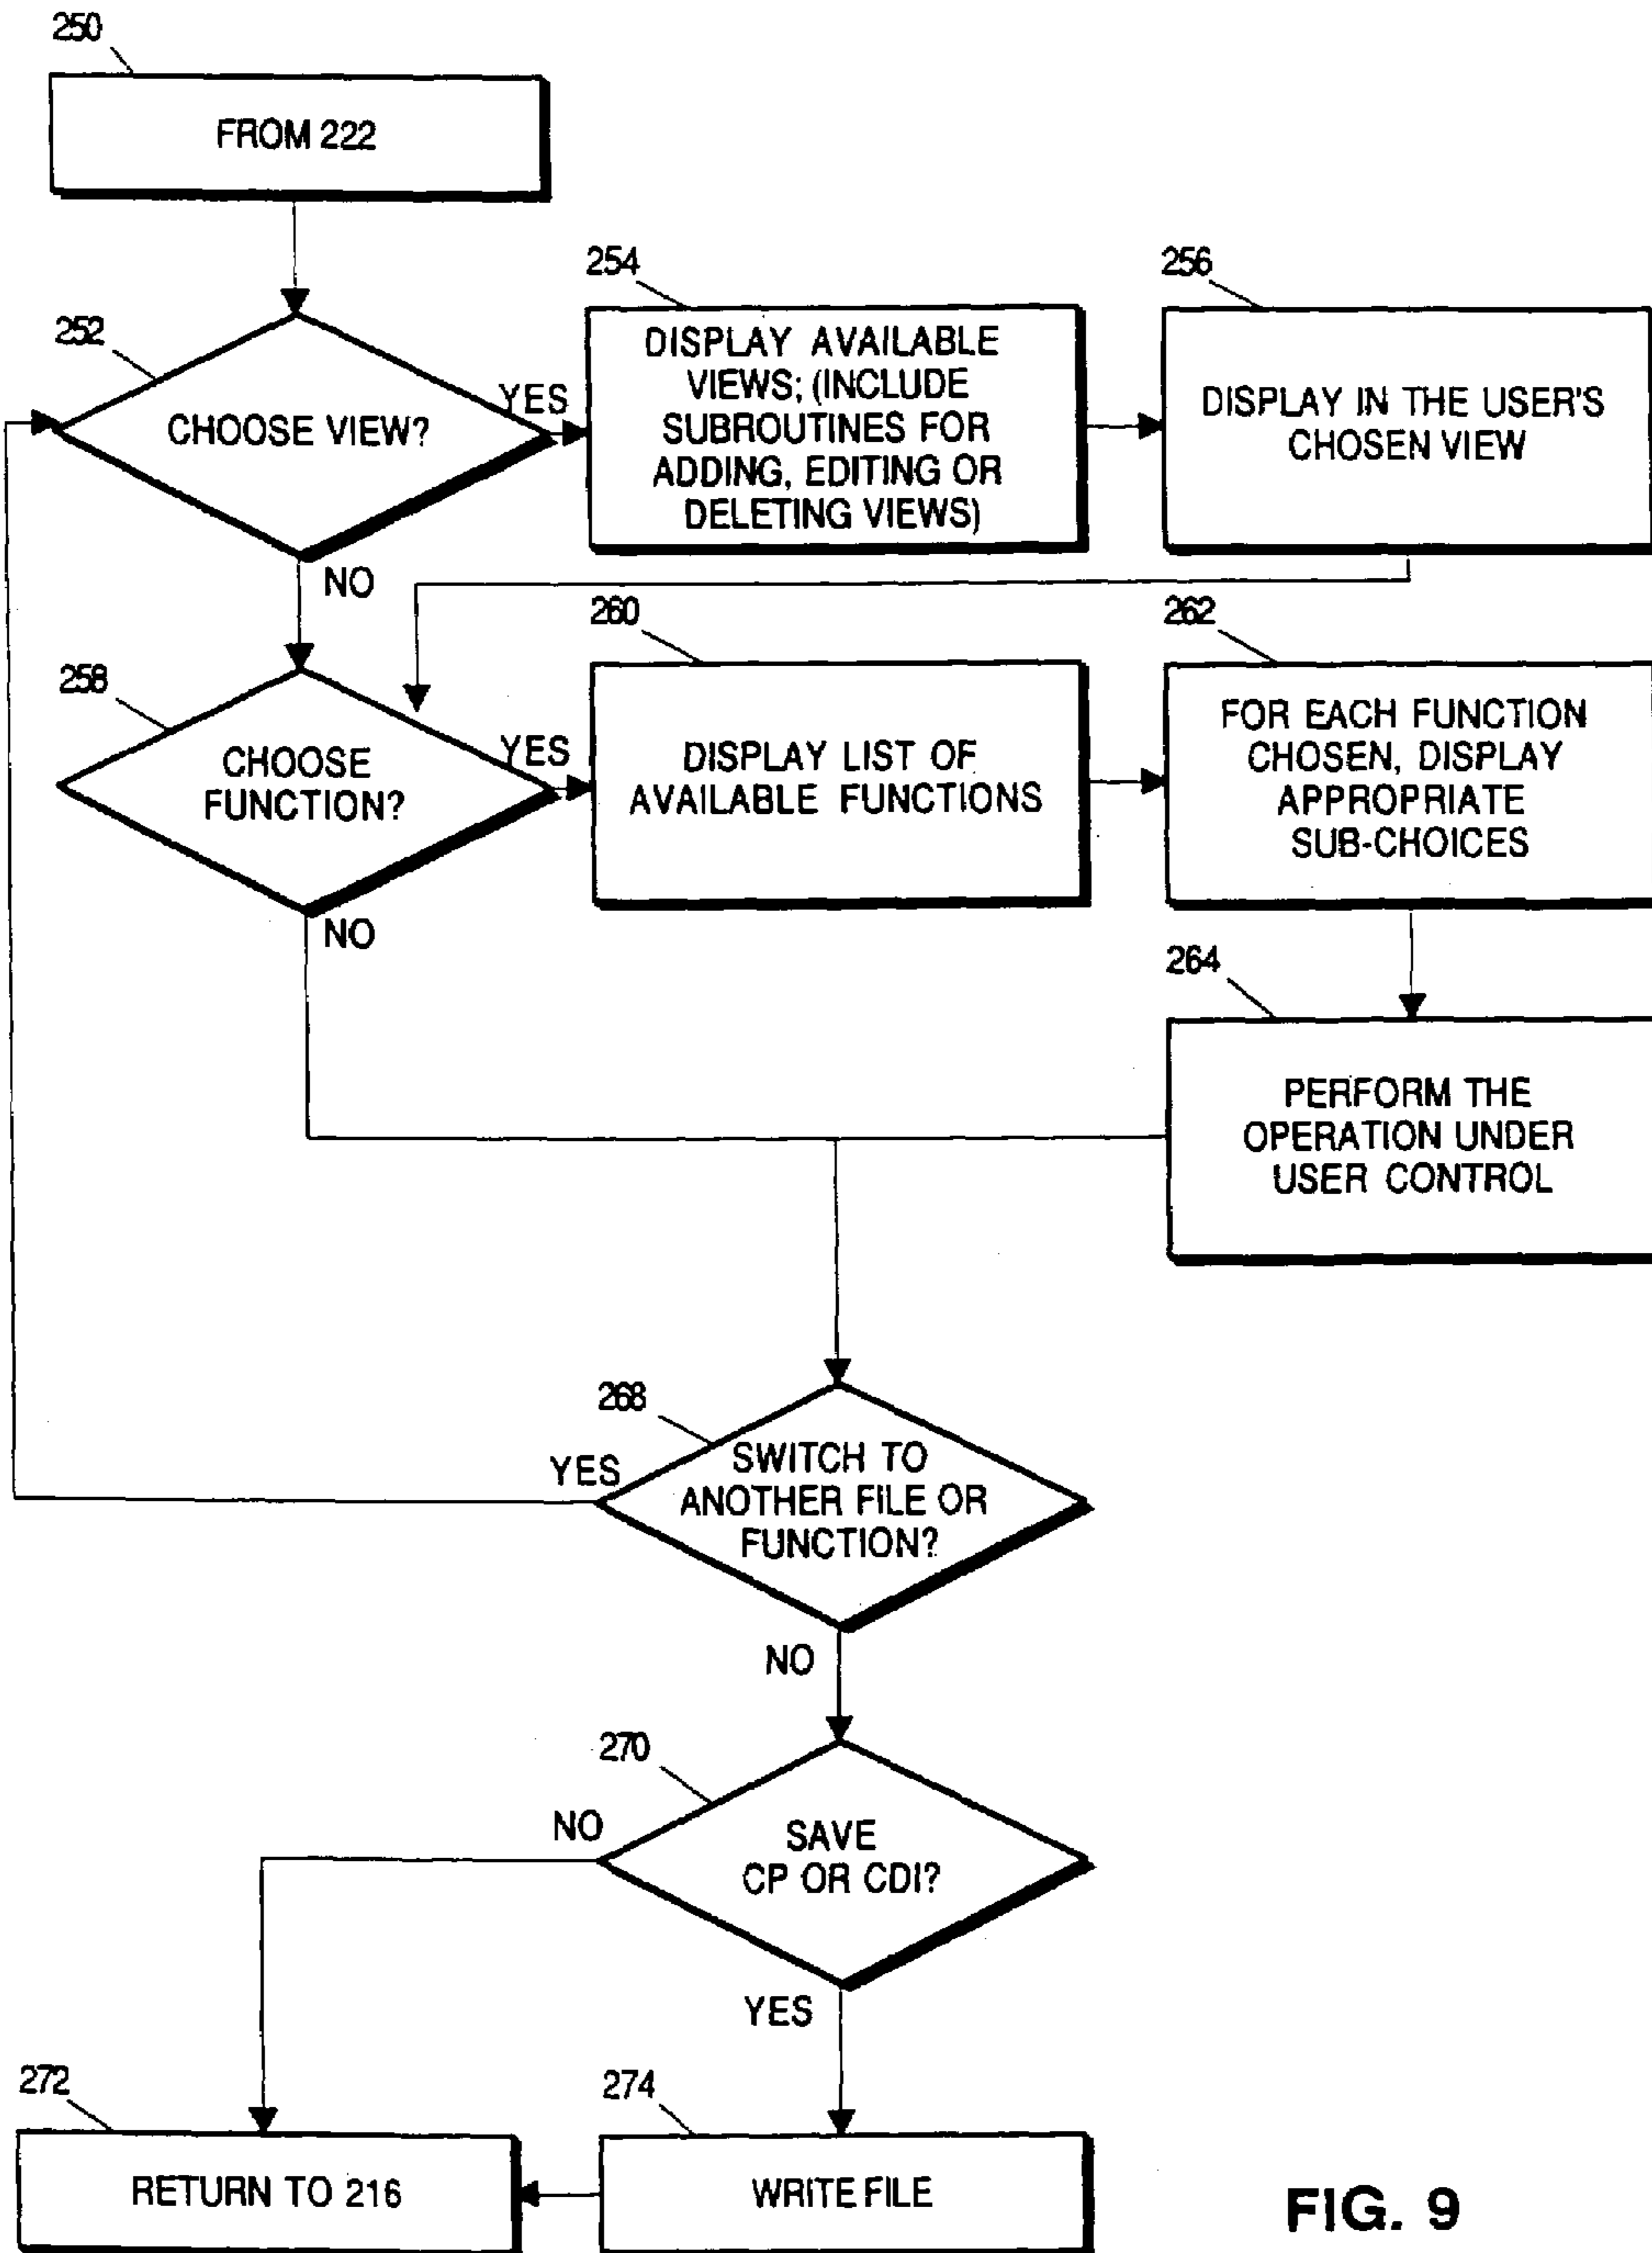 250
FROM 222
252
CHOOSE VIEW?
YES
NO
254
DISPLAY AVAILABLE
VIEWS; (INCLUDE
SUBROUTINES FOR
ADDING, EDITING OR
DELETING VIEWS)
256
DISPLAY IN THE USER'S
CHOSEN VIEW
258
CHOOSE
FUNCTION?
YES
NO
260
DISPLAY LIST OF
AVAILABLE FUNCTIONS
262
FOR EACH FUNCTION
CHOSEN, DISPLAY
APPROPRIATE
SUB-CHOICES
264
PERFORM THE
OPERATION UNDER
USER CONTROL
268
YES
SWITCH TO
ANOTHER FILE OR
FUNCTION?
NO
270
NO
SAVE
CP OR CDI?
YES
272
RETURN TO 216
274
WRITE FILE
FIG. 9